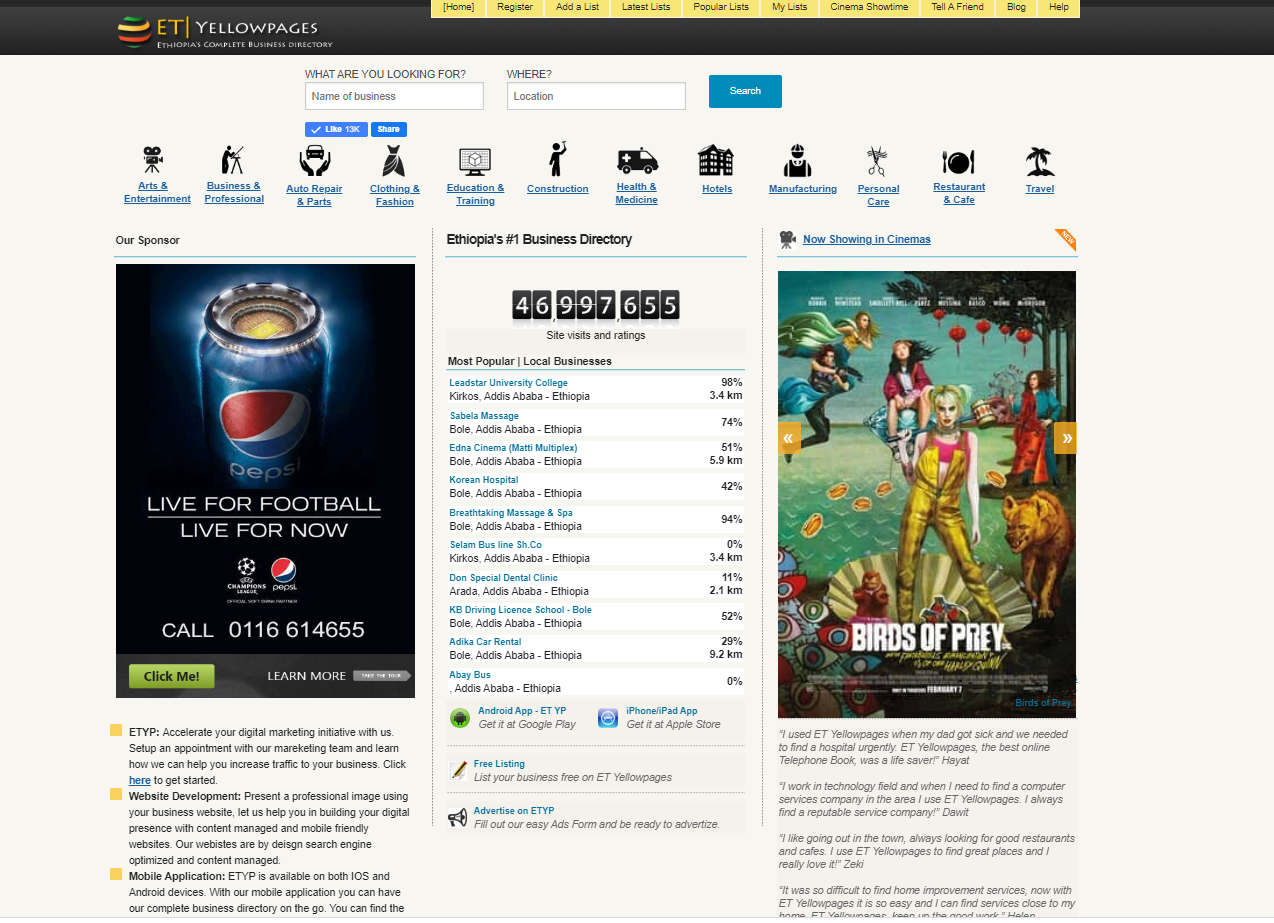 [Home] Register Add a List Latest Lists Popular Lists My Lists Cinema Showtime Tell A Friend Blog Help
ET| YELLOWPAGES
ETHIOPIA'S COMPLETE BUSINESS DIRECTORY
WHAT ARE YOU LOOKING FOR? WHERE?
Name of business Location Search
Like 13K Share
Arts &
Entertainment
Business &
Professional
Auto Repair
& Parts
Clothing &
Fashion
Education &
Training
Construction
Health &
Medicine
Hotels
Manufacturing
Personal
Care
Restaurant
& Cafe
Travel
Our Sponsor
pepsi
LIVE FOR FOOTBALL
LIVE FOR NOW
UEFA
CHAMPIONS
LEAGUE
pepsi
OFFICIAL SOFT DRINK PARTNER
CALL 0116 614655
Click Me! LEARN MORE TAKE THE TOUR
ETYP: Accelerate your digital marketing initiative with us.
Setup an appointment with our mareketing team and learn
how we can help you increase traffic to your business. Click
here to get started.
Website Development: Present a professional image using
your business website, let us help you in building your digital
presence with content managed and mobile friendly
websites. Our webistes are by deisgn search engine
optimized and content managed.
Mobile Application: ETYP is available on both IOS and
Android devices. With our mobile application you can have
our complete business directory on the go. You can find the
Ethiopia's #1 Business Directory
46,997,655
Site visits and ratings
Most Popular | Local Businesses
Leadstar University College 98%
Kirkos, Addis Ababa - Ethiopia 3.4 km
Sabela Massage
Bole, Addis Ababa - Ethiopia 74%
Edna Cinema (Matti Multiplex) 51%
Bole, Addis Ababa - Ethiopia 5.9 km
Korean Hospital
Bole, Addis Ababa - Ethiopia 42%
Breathtaking Massage & Spa
Bole, Addis Ababa - Ethiopia 94%
Selam Bus line Sh.Co 0%
Kirkos, Addis Ababa - Ethiopia 3.4 km
Don Special Dental Clinic 11%
Arada, Addis Ababa - Ethiopia 2.1 km
KB Driving Licence School - Bole
Bole, Addis Ababa - Ethiopia 52%
Adika Car Rental 29%
Bole, Addis Ababa - Ethiopia 9.2 km
Abay Bus
, Addis Ababa - Ethiopia 0%
Android App - ET YP
Get it at Google Play
iPhone/iPad App
Get it at Apple Store
Free Listing
List your business free on ET Yellowpages
Advertise on ETYP
Fill out our easy Ads Form and be ready to advertize.
Now Showing in Cinemas NEW
« »
BIRDS OF PREY
HARLEY QUINN
FEBRUARY 7
Birds of Prey
“I used ET Yellowpages when my dad got sick and we needed
to find a hospital urgently. ET Yellowpages, the best online
Telephone Book, was a life saver!” Hayat
“I work in technology field and when I need to find a computer
services company in the area I use ET Yellowpages. I always
find a reputable service company!” Dawit
“I like going out in the town, always looking for good restaurants
and cafes. I use ET Yellowpages to find great places and I
really love it!” Zeki
“It was so difficult to find home improvement services, now with
ET Yellowpages it is so easy and I can find services close to my
home. ET Yellowpages, keep up the good work.” Helen